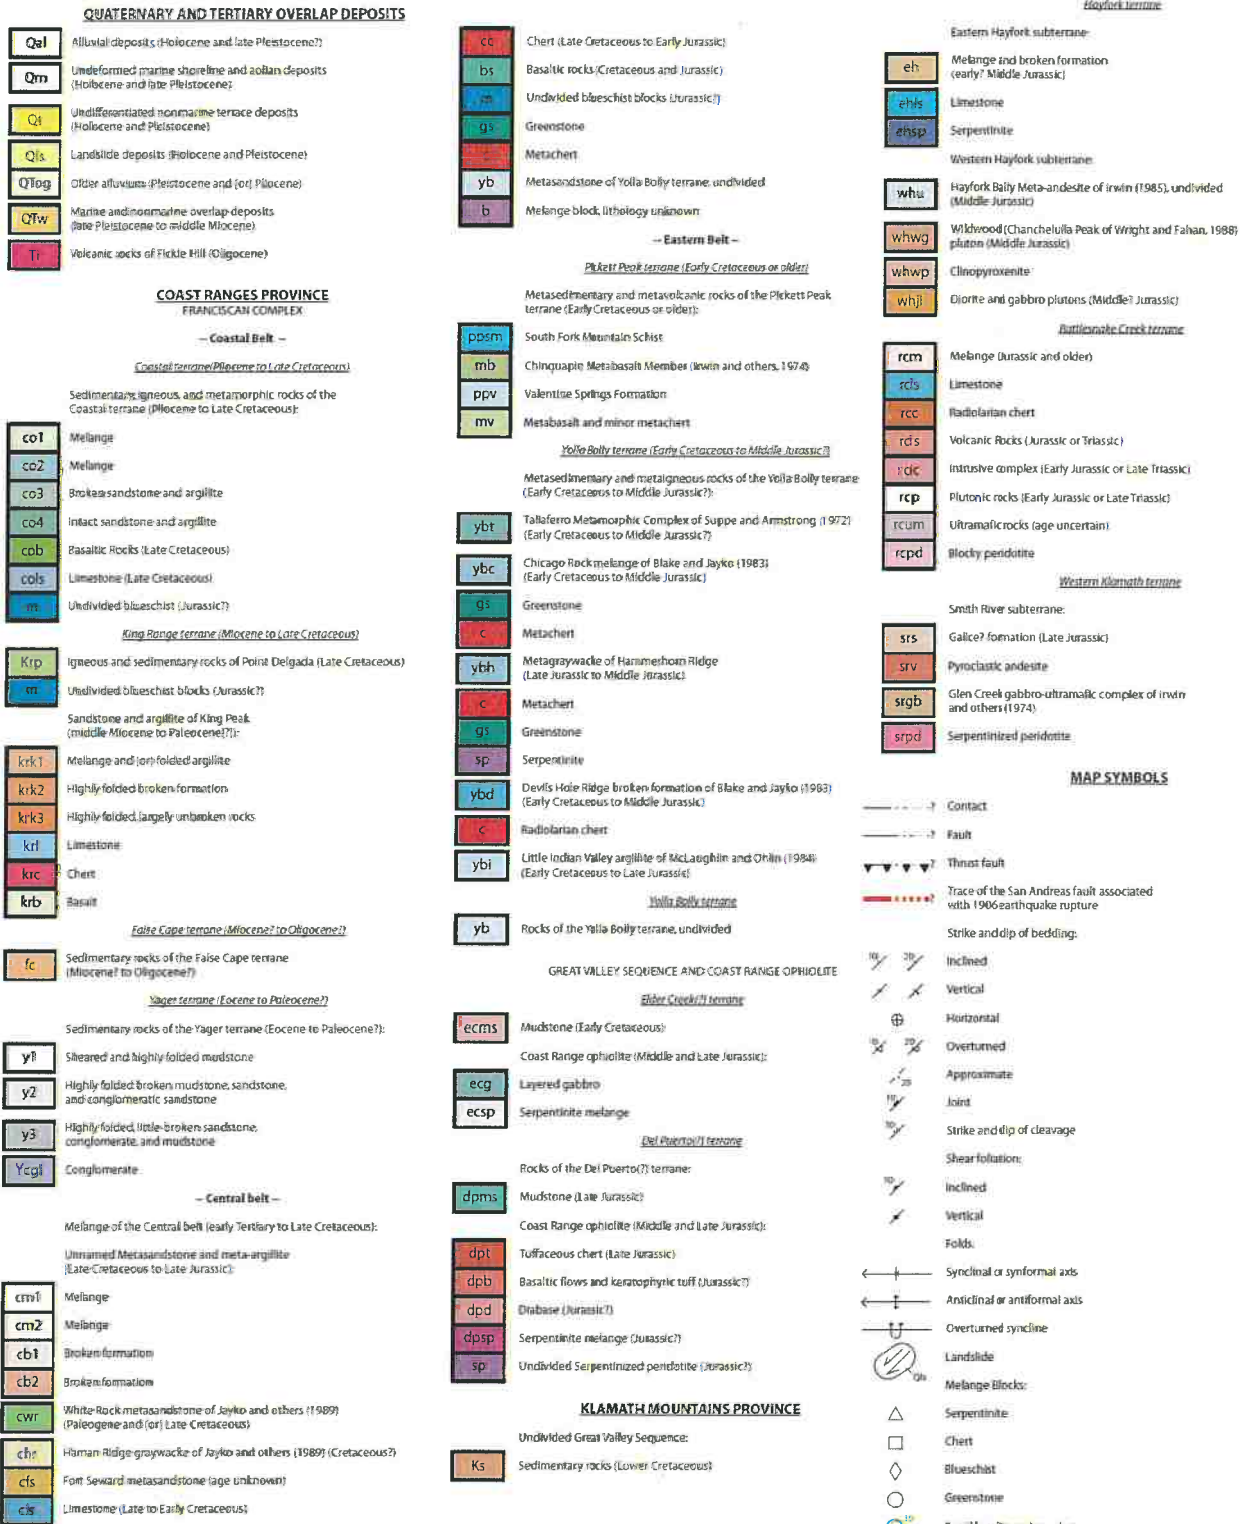 QUATERNARY AND TERTIARY OVERLAP DEPOSITS
Qal Alluvial deposits (Holocene and late Pleistocene?)
Qm Undeformed marine shoreline and aolian deposits
(Holocene and late Pleistocene)
Qt Undifferentiated nonmarine terrace deposits
(Holocene and Pleistocene)
Qls Landslide deposits (Holocene and Pleistocene)
QTog Older alluvium (Pleistocene and [or] Pliocene)
QTw Marine and nonmarine overlap deposits
(late Pleistocene to middle Miocene)
Ti Volcanic rocks of Fickle Hill (Oligocene)
COAST RANGES PROVINCE
FRANCISCAN COMPLEX
-- Coastal Belt --
Coastal terrane(Pliocene to Late Cretaceous)
Sedimentary, igneous, and metamorphic rocks of the
Coastal terrane (Pliocene to Late Cretaceous):
co1 Melange
co2 Melange
co3 Broken sandstone and argillite
co4 Intact sandstone and argillite
cob Basaltic Rocks (Late Cretaceous)
cols Limestone (Late Cretaceous)
m Undivided blueschist (Jurassic?)
King Range terrane (Miocene to Late Cretaceous)
Krp Igneous and sedimentary rocks of Point Delgada (Late Cretaceous)
m Undivided blueschist blocks (Jurassic?)
Sandstone and argillite of King Peak
(middle Miocene to Paleocene[?]):
krk1 Melange and [or] folded argillite
krk2 Highly folded broken formation
krk3 Highly folded, largely unbroken rocks
krl Limestone
krc Chert
krb Basalt
False Cape terrane (Miocene? to Oligocene?)
fc Sedimentary rocks of the False Cape terrane
(Miocene? to Oligocene?)
Yager terrane (Eocene to Paleocene?)
Sedimentary rocks of the Yager terrane (Eocene to Paleocene?):
y1 Sheared and highly folded mudstone
y2 Highly folded broken mudstone, sandstone,
and conglomeratic sandstone
y3 Highly folded, little-broken sandstone,
conglomerate, and mudstone
Ycgl Conglomerate
-- Central belt --
Melange of the Central belt (early Tertiary to Late Cretaceous):
Unnamed Metasandstone and meta-argillite
(Late Cretaceous to Late Jurassic):
cm1 Melange
cm2 Melange
cb1 Broken formation
cb2 Broken formation
cwr White Rock metasandstone of Jayko and others (1989)
(Paleogene and [or] Late Cretaceous)
chr Haman Ridge graywacke of Jayko and others (1989) (Cretaceous?)
cfs Fort Seward metasandstone (age unknown)
cls Limestone (Late to Early Cretaceous)
cc Chert (Late Cretaceous to Early Jurassic)
bs Basaltic rocks (Cretaceous and Jurassic)
m Undivided blueschist blocks (Jurassic?)
gs Greenstone
Metachert
yb Metasandstone of Yolla Bolly terrane, undivided
b Melange block, lithology unknown
-- Eastern Belt --
Pickett Peak terrane (Early Cretaceous or older)
Metasedimentary and metavolcanic rocks of the Pickett Peak
terrane (Early Cretaceous or older):
ppsm South Fork Mountain Schist
mb Chinquapin Metabasalt Member (Irwin and others, 1974)
ppv Valentine Springs Formation
mv Metabasalt and minor metachert
Yolla Bolly terrane (Early Cretaceous to Middle Jurassic?)
Metasedimentary and metaigneous rocks of the Yolla Bolly terrane
(Early Cretaceous to Middle Jurassic?):
ybt Taliaferro Metamorphic Complex of Suppe and Armstrong (1972)
(Early Cretaceous to Middle Jurassic?)
ybc Chicago Rock melange of Blake and Jayko (1983)
(Early Cretaceous to Middle Jurassic)
gs Greenstone
c Metachert
ybh Metagraywacke of Hammerhorn Ridge
(Late Jurassic to Middle Jurassic)
c Metachert
gs Greenstone
sp Serpentinite
ybd Devils Hole Ridge broken formation of Blake and Jayko (1983)
(Early Cretaceous to Middle Jurassic)
c Radiolarian chert
ybi Little Indian Valley argillite of McLaughlin and Ohlin (1984)
(Early Cretaceous to Late Jurassic)
Yolla Bolly terrane
yb Rocks of the Yolla Bolly terrane, undivided
GREAT VALLEY SEQUENCE AND COAST RANGE OPHIOLITE
Elder Creek(?) terrane
ecms Mudstone (Early Cretaceous)
Coast Range ophiolite (Middle and Late Jurassic):
ecg Layered gabbro
ecsp Serpentinite melange
Del Puerto(?) terrane
Rocks of the Del Puerto(?) terrane:
dpms Mudstone (Late Jurassic)
Coast Range ophiolite (Middle and Late Jurassic):
dpt Tuffaceous chert (Late Jurassic)
dpb Basaltic flows and keratophyric tuff (Jurassic?)
dpd Diabase (Jurassic?)
dpsp Serpentinite melange (Jurassic?)
sp Undivided Serpentinized peridotite (Jurassic?)
KLAMATH MOUNTAINS PROVINCE
Undivided Great Valley Sequence:
Ks Sedimentary rocks (Lower Cretaceous)
Hayfork terrane
Eastern Hayfork subterrane:
eh Melange and broken formation
(early? Middle Jurassic)
ehls Limestone
ehsp Serpentinite
Western Hayfork subterrane:
whu Hayfork Bally Meta-andesite of Irwin (1985), undivided
(Middle Jurassic)
whwg Wildwood (Chanchelulla Peak of Wright and Fahan, 1988)
pluton (Middle Jurassic)
whwp Clinopyroxenite
whji Diorite and gabbro plutons (Middle? Jurassic)
Rattlesnake Creek terrane
rcm Melange (Jurassic and older)
rcls Limestone
rcc Radiolarian chert
rcis Volcanic Rocks (Jurassic or Triassic)
rcic Intrusive complex (Early Jurassic or Late Triassic)
rcp Plutonic rocks (Early Jurassic or Late Triassic)
rcum Ultramafic rocks (age uncertain)
rcpd Blocky peridotite
Western Klamath terrane
Smith River subterrane:
srs Galice? formation (Late Jurassic)
srv Pyroclastic andesite
srgb Glen Creek gabbro-ultramafic complex of Irwin
and others (1974)
srpd Serpentinized peridotite
MAP SYMBOLS
? Contact
? Fault
? Thrust fault
? Trace of the San Andreas fault associated
with 1906 earthquake rupture
Strike and dip of bedding:
10 20 Inclined
Vertical
Horizontal
10 20 Overturned
25 Approximate
10 Joint
10 Strike and dip of cleavage
Shear foliation:
10 Inclined
Vertical
Folds:
Synclinal or synformal axis
Anticlinal or antiformal axis
Overturned syncline
Qls Landslide
Melange Blocks:
Serpentinite
Chert
Blueschist
Greenstone